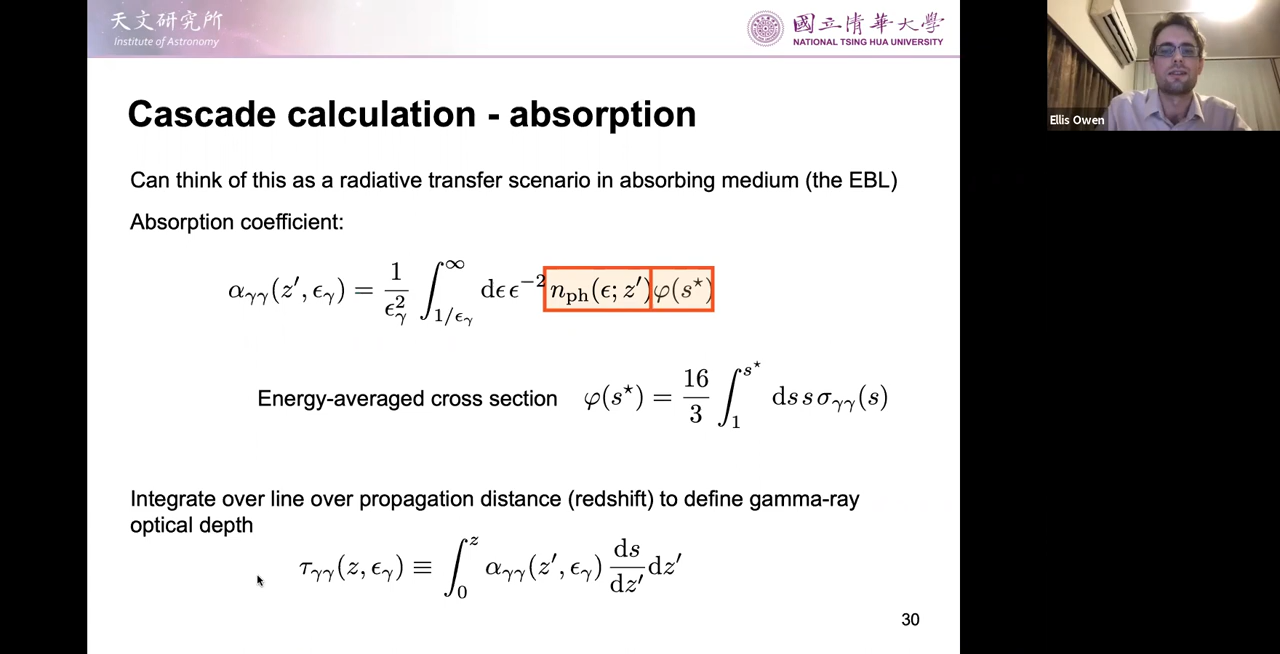 天文研究所
Institute of Astronomy
國立清華大學
NATIONAL TSING HUA UNIVERSITY
Ellis Owen
Cascade calculation - absorption
Can think of this as a radiative transfer scenario in absorbing medium (the EBL)
Absorption coefficient:
α_γγ(z′, ϵ_γ) = 1/ϵ_γ² ∫_{1/ϵ_γ}^∞ dϵ ϵ⁻² n_ph(ϵ; z′) φ(s⋆)
Energy-averaged cross section φ(s⋆) = 16/3 ∫_1^{s⋆} ds s σ_γγ(s)
Integrate over line over propagation distance (redshift) to define gamma-ray
optical depth
τ_γγ(z, ϵ_γ) ≡ ∫_0^z α_γγ(z′, ϵ_γ) ds/dz′ dz′
30